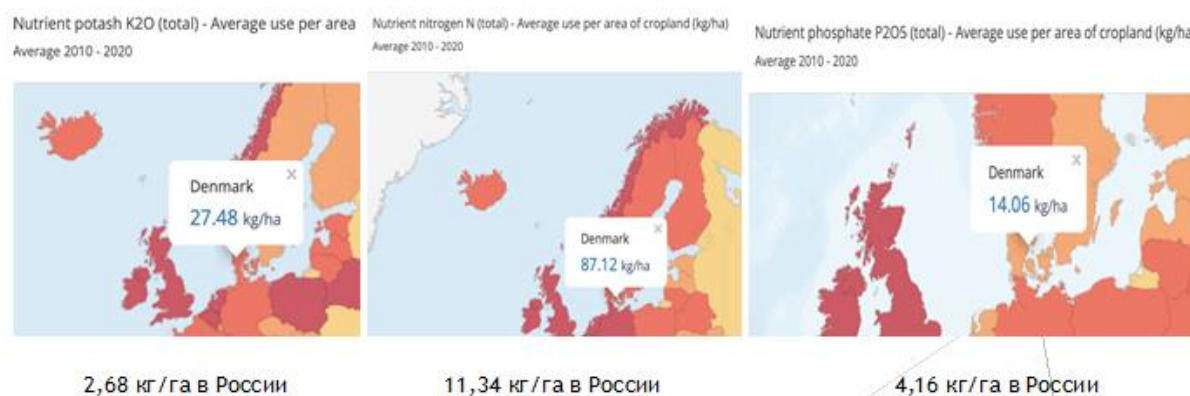 Nutrient potash K2O (total) - Average use per area
Average 2010 - 2020
Denmark
27.48 kg/ha
2,68 кг/га в России
Nutrient nitrogen N (total) - Average use per area of cropland (kg/ha)
Average 2010 - 2020
Denmark
87.12 kg/ha
11,34 кг/га в России
Nutrient phosphate P2O5 (total) - Average use per area of cropland (kg/ha
Average 2010 - 2020
Denmark
14.06 kg/ha
4,16 кг/га в России